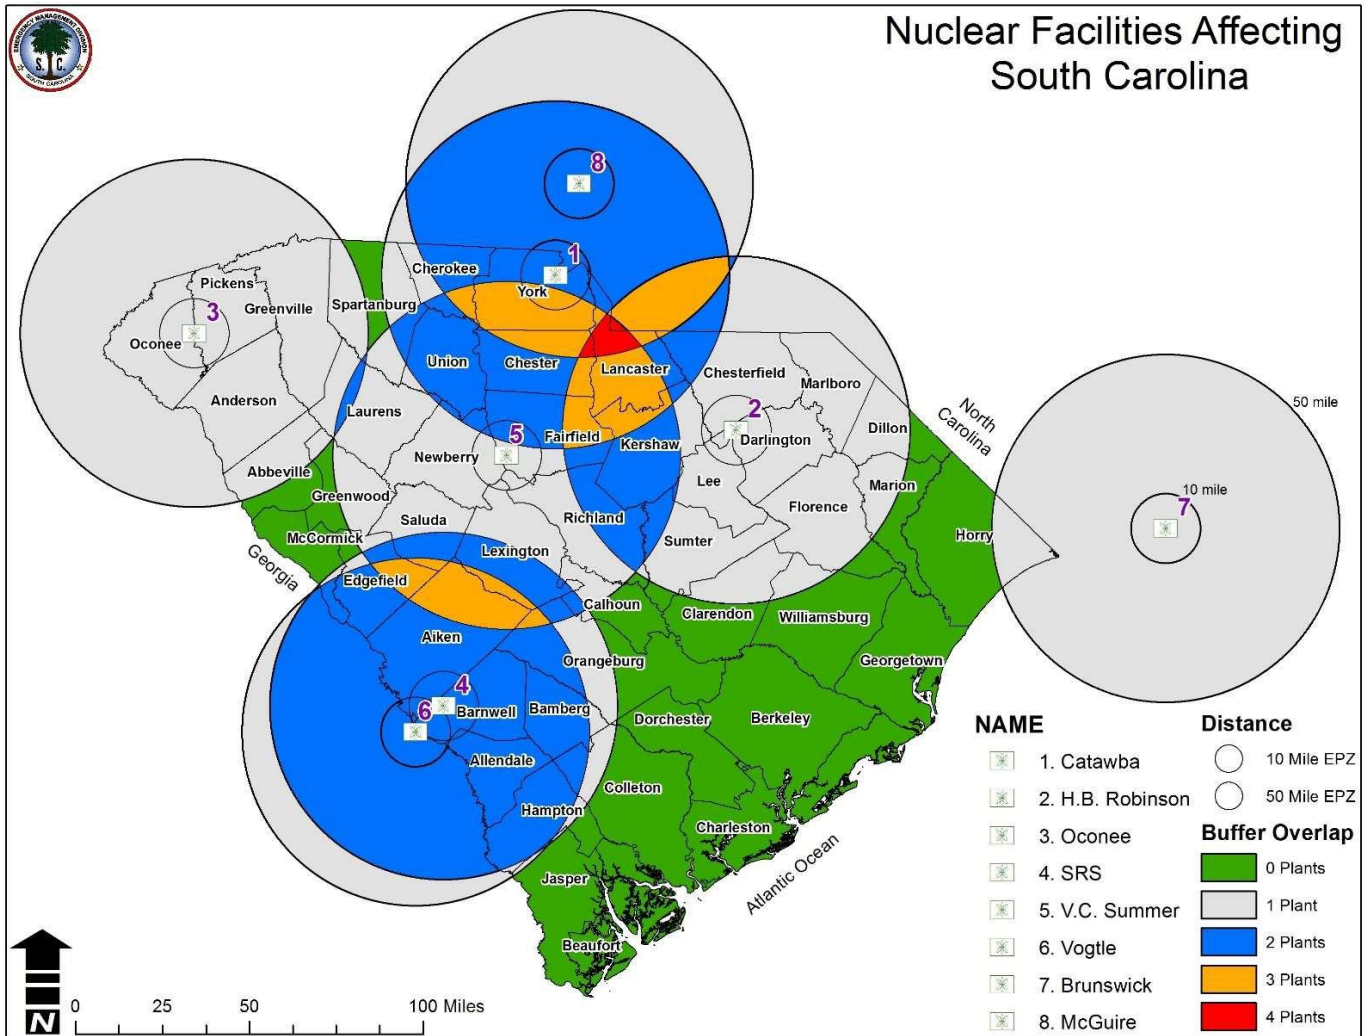 EMERGENCY MANAGEMENT DIVISION
S. C.
SOUTH CAROLINA
Nuclear Facilities Affecting
South Carolina
8
1
Cherokee
York
Pickens
3
Greenville
Spartanburg
Oconee
Union
Chester
Lancaster
Chesterfield
Marlboro
Anderson
Laurens
2
North
Carolina
50 mile
5
Fairfield
Kershaw
Darlington
Dillon
Newberry
Abbeville
Lee
Marion
10 mile
Greenwood
Florence
7
Saluda
Richland
McCormick
Sumter
Horry
Georgia
Lexington
Edgefield
Calhoun
Clarendon
Williamsburg
Aiken
Orangeburg
Georgetown
4
6
Barnwell
Bamberg
Dorchester
Berkeley
Allendale
Colleton
Hampton
Charleston
Jasper
Atlantic Ocean
Beaufort
NAME
1. Catawba
2. H.B. Robinson
3. Oconee
4. SRS
5. V.C. Summer
6. Vogtle
7. Brunswick
8. McGuire
Distance
10 Mile EPZ
50 Mile EPZ
Buffer Overlap
0 Plants
1 Plant
2 Plants
3 Plants
4 Plants
N
0 25 50 100 Miles